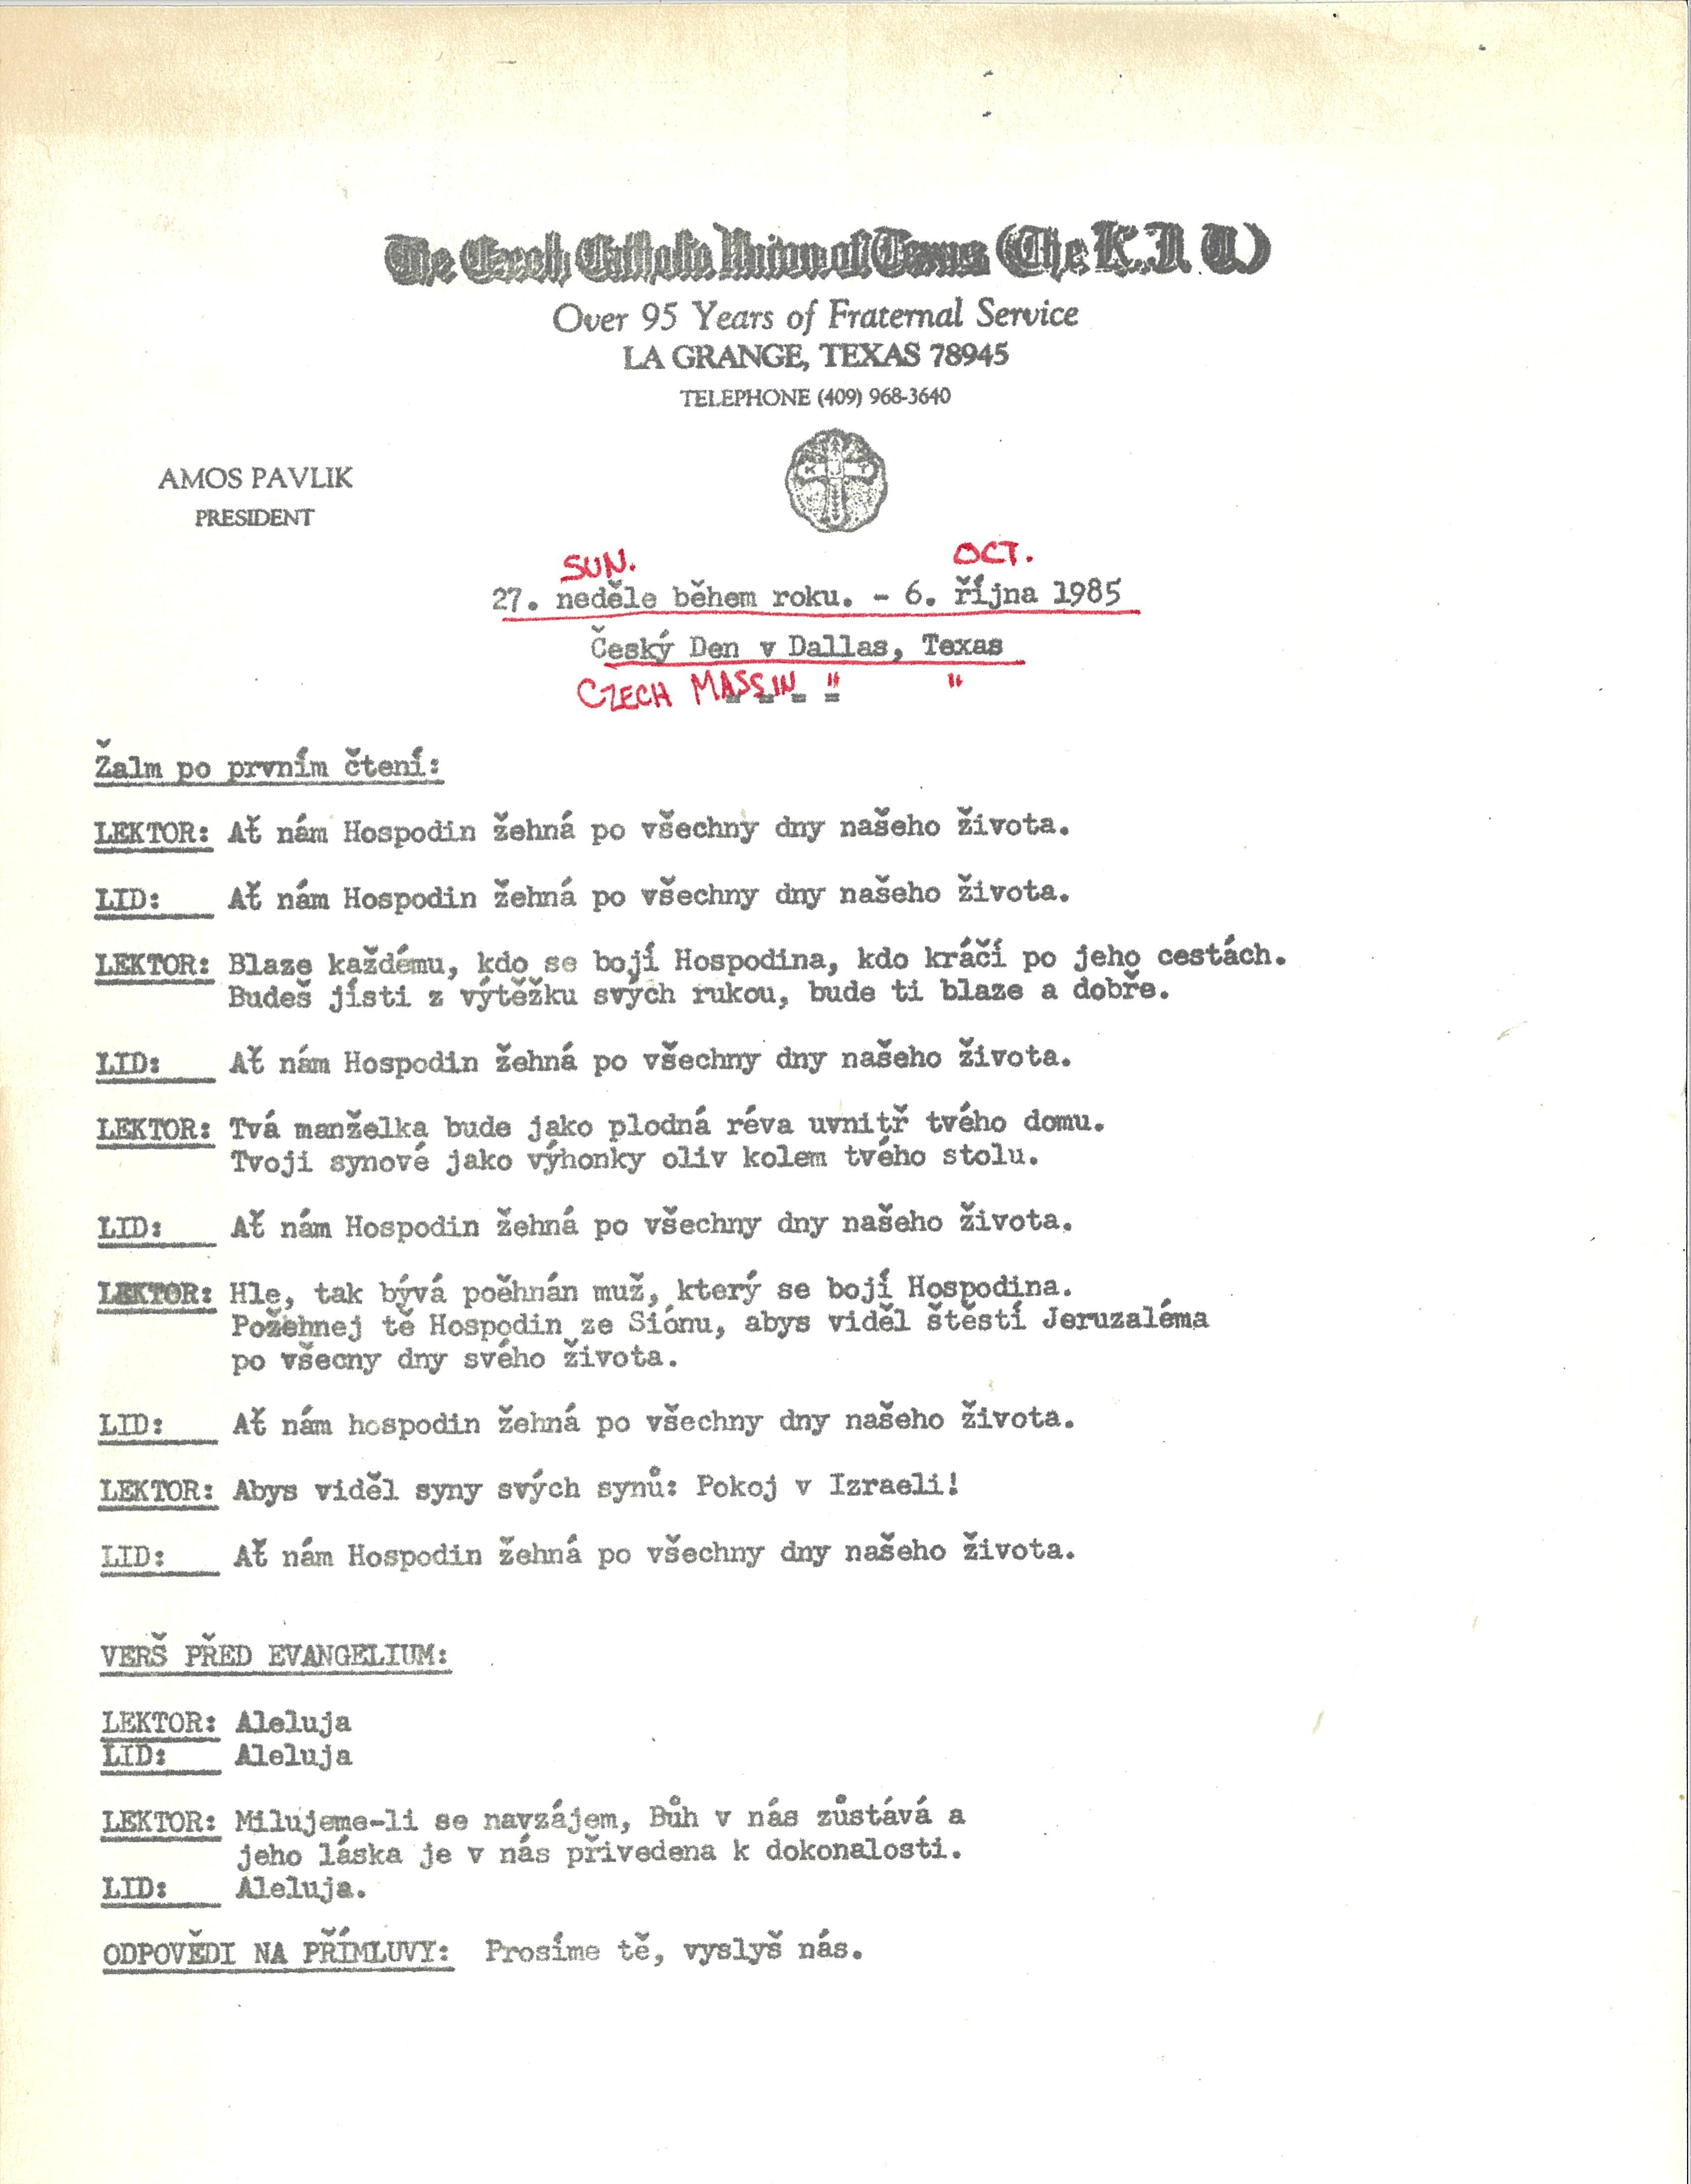 The Czech Catholic Union of Texas (The K.J.T.)
Over 95 Years of Fraternal Service
LA GRANGE, TEXAS 78945
TELEPHONE (409) 968-3640
AMOS PAVLIK
PRESIDENT
SUN. OCT.
27. neděle během roku. - 6. října 1985
Český Den v Dallas, Texas
CZECH MASS IN " "
Žalm po prvním čtení:
LEKTOR: Ať nám Hospodin žehná po všechny dny našeho života.
LID: Ať nám Hospodin žehná po všechny dny našeho života.
LEKTOR: Blaze každému, kdo se bojí Hospodina, kdo kráčí po jeho cestách.
Budeš jísti z výtěžku svých rukou, bude ti blaze a dobře.
LID: Ať nám Hospodin žehná po všechny dny našeho života.
LEKTOR: Tvá manželka bude jako plodná réva uvnitř tvého domu.
Tvoji synové jako výhonky oliv kolem tvého stolu.
LID: Ať nám Hospodin žehná po všechny dny našeho života.
LEKTOR: Hle, tak bývá poěhnán muž, který se bojí Hospodina.
Požehnej tě Hospodin ze Siónu, abys viděl štěstí Jeruzaléma
po všecny dny svého života.
LID: Ať nám hospodin žehná po všechny dny našeho života.
LEKTOR: Abys viděl syny svých synů: Pokoj v Izraeli!
LID: Ať nám Hospodin žehná po všechny dny našeho života.
VERŠ PŘED EVANGELIUM:
LEKTOR: Aleluja
LID: Aleluja
LEKTOR: Milujeme-li se navzájem, Bůh v nás zůstává a
jeho láska je v nás přivedena k dokonalosti.
LID: Aleluja.
ODPOVĚDI NA PŘÍMLUVY: Prosíme tě, vyslyš nás.